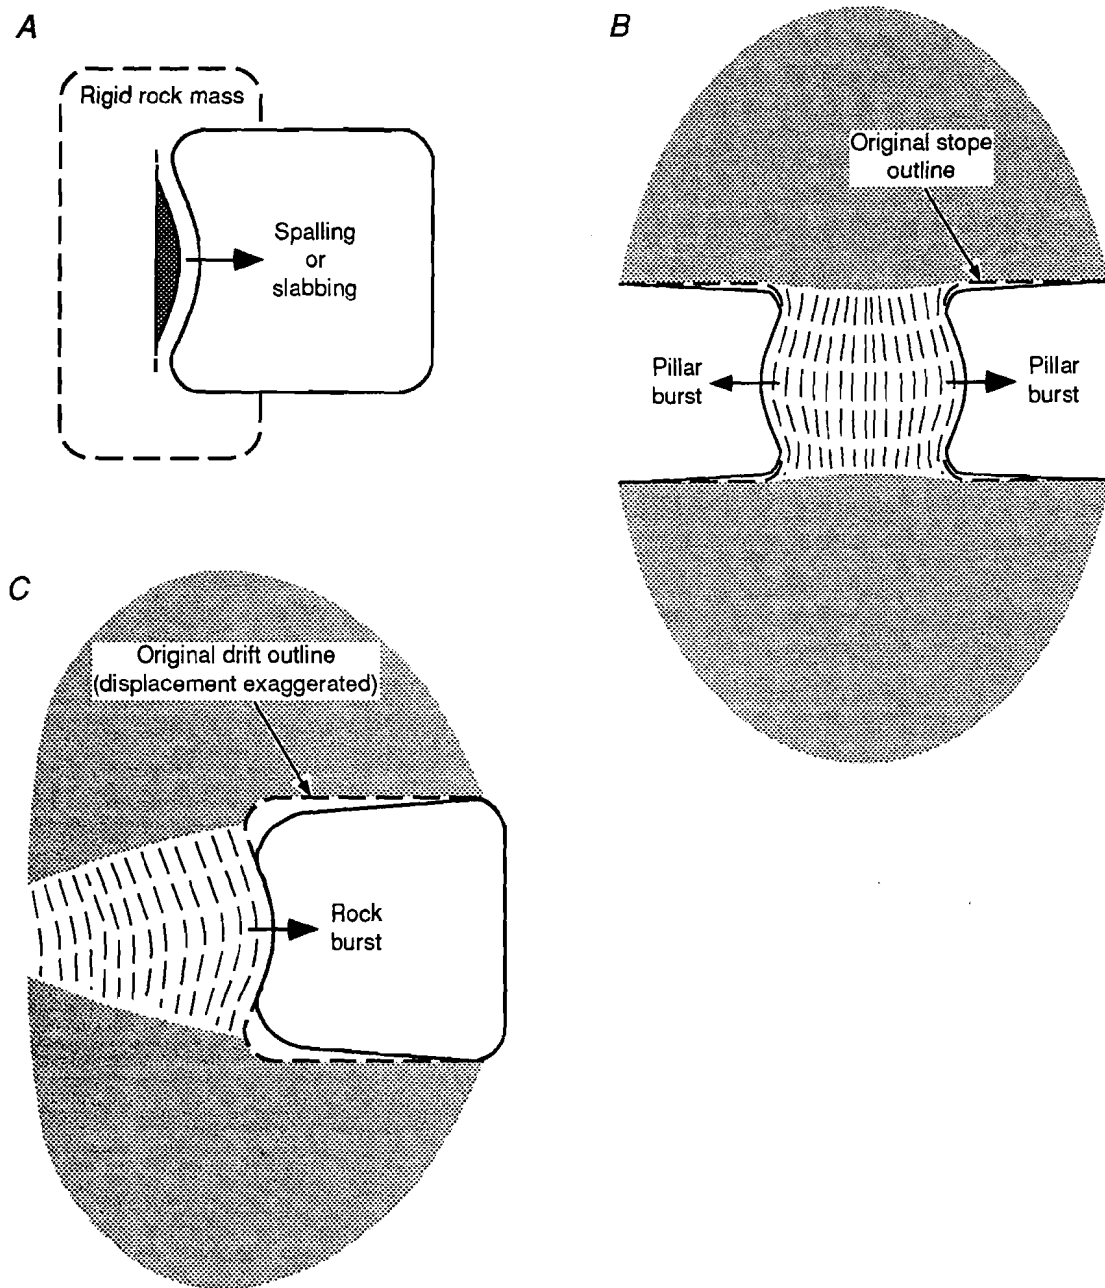 A
Rigid rock mass
Spalling
or
slabbing
B
Original stope
outline
Pillar
burst
Pillar
burst
C
Original drift outline
(displacement exaggerated)
Rock
burst